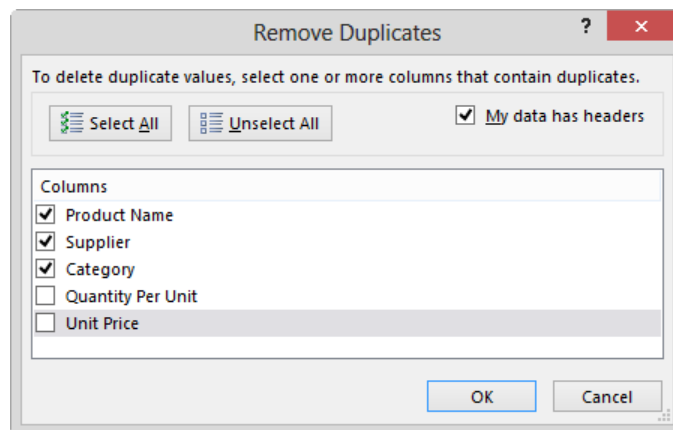 Remove Duplicates
?
To delete duplicate values, select one or more columns that contain duplicates.
Select All
Unselect All
My data has headers
Columns
Product Name
Supplier
Category
Quantity Per Unit
Unit Price
OK
Cancel